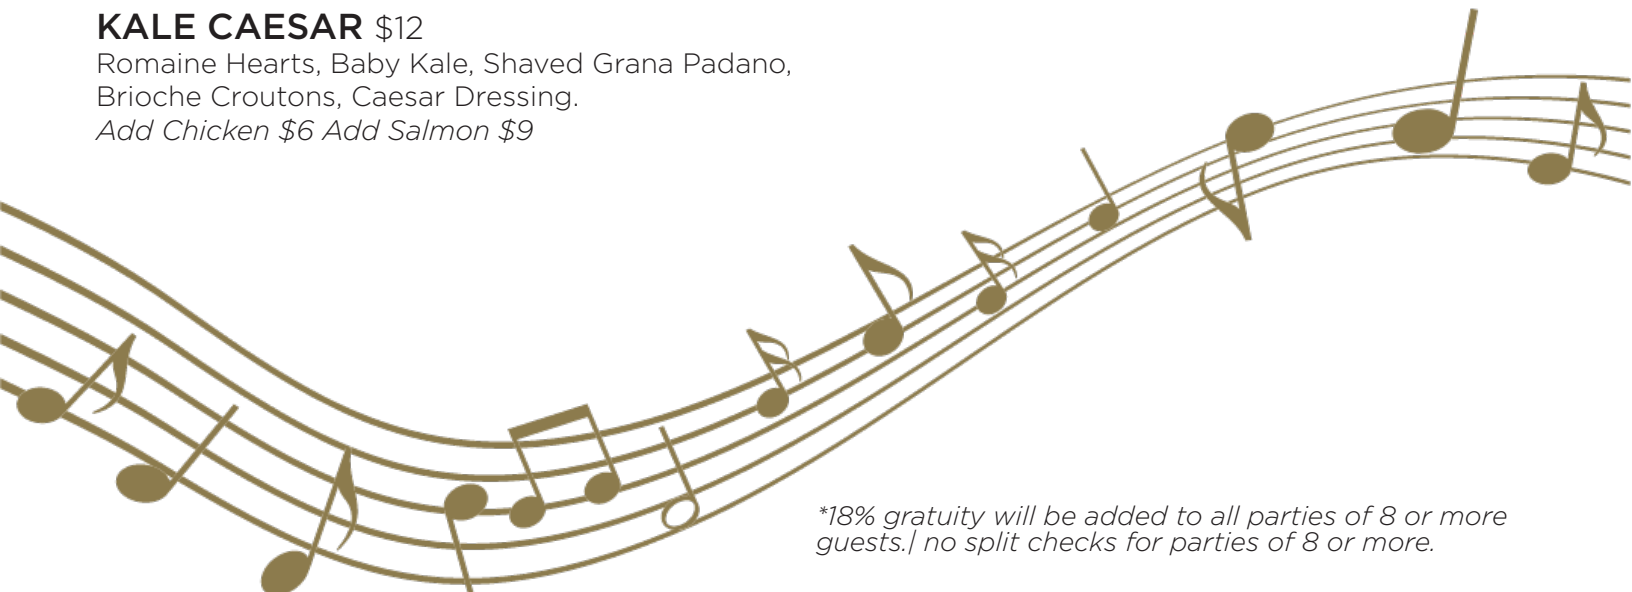 KALE CAESAR $12
Romaine Hearts, Baby Kale, Shaved Grana Padano,
Brioche Croutons, Caesar Dressing.
Add Chicken $6 Add Salmon $9
*18% gratuity will be added to all parties of 8 or more
guests.| no split checks for parties of 8 or more.